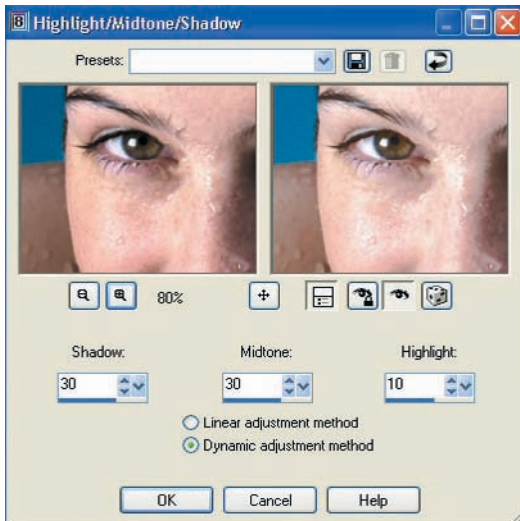 8 Highlight/Midtone/Shadow
Presets:
80%
Shadow: Midtone: Highlight:
30 30 10
Linear adjustment method
Dynamic adjustment method
OK Cancel Help